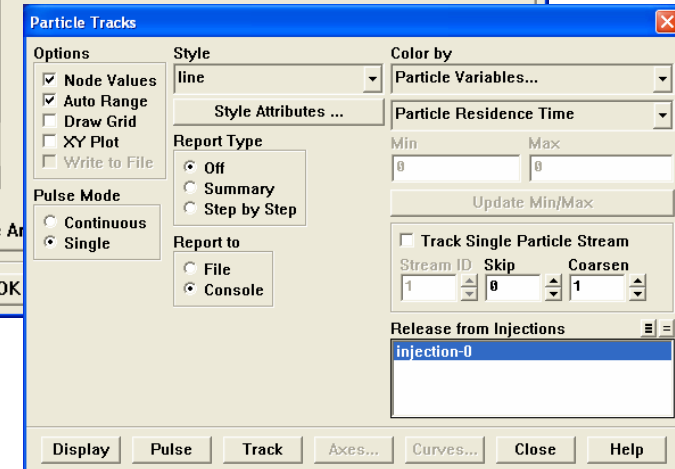 Particle Tracks
Options
Node Values
Auto Range
Draw Grid
XY Plot
Write to File
Pulse Mode
Continuous
Single
Style
line
Style Attributes ...
Report Type
Off
Summary
Step by Step
Report to
File
Console
Color by
Particle Variables...
Particle Residence Time
Min Max
0 0
Update Min/Max
Track Single Particle Stream
Stream ID Skip Coarsen
1 0 1
Release from Injections
injection-0
Display Pulse Track Axes... Curves... Close Help
Ar
OK